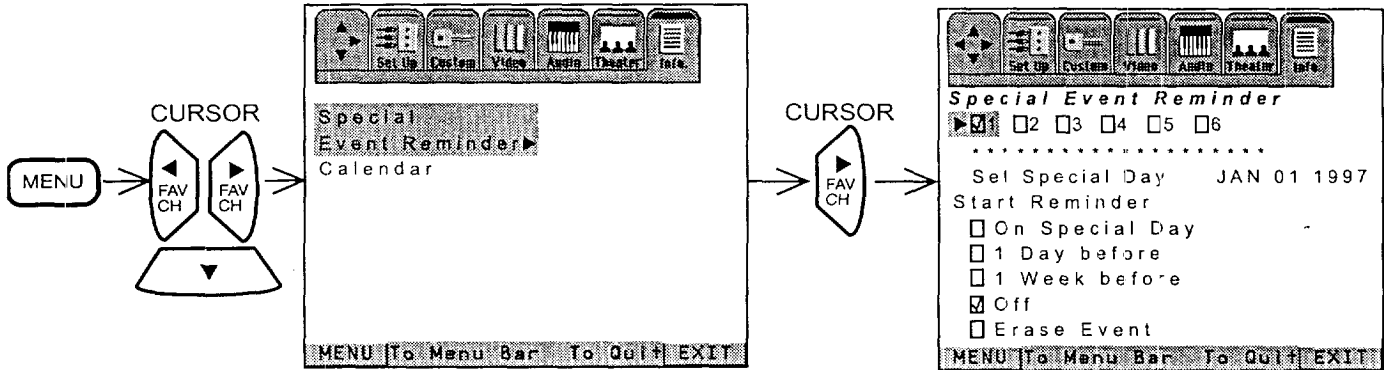 MENU
CURSOR
FAV CH
FAV CH
Set Up Custom Video Audio Theater Info.
Special
Event Reminder
Calendar
MENU To Menu Bar To Quit EXIT
CURSOR
FAV CH
Set Up Custom Video Audio Theater Info.
Special Event Reminder
1 2 3 4 5 6
* * * * * * * * * * * * * * * * * * * *
Set Special Day JAN 01 1997
Start Reminder
On Special Day
1 Day before
1 Week before
Off
Erase Event
MENU To Menu Bar To Quit EXIT